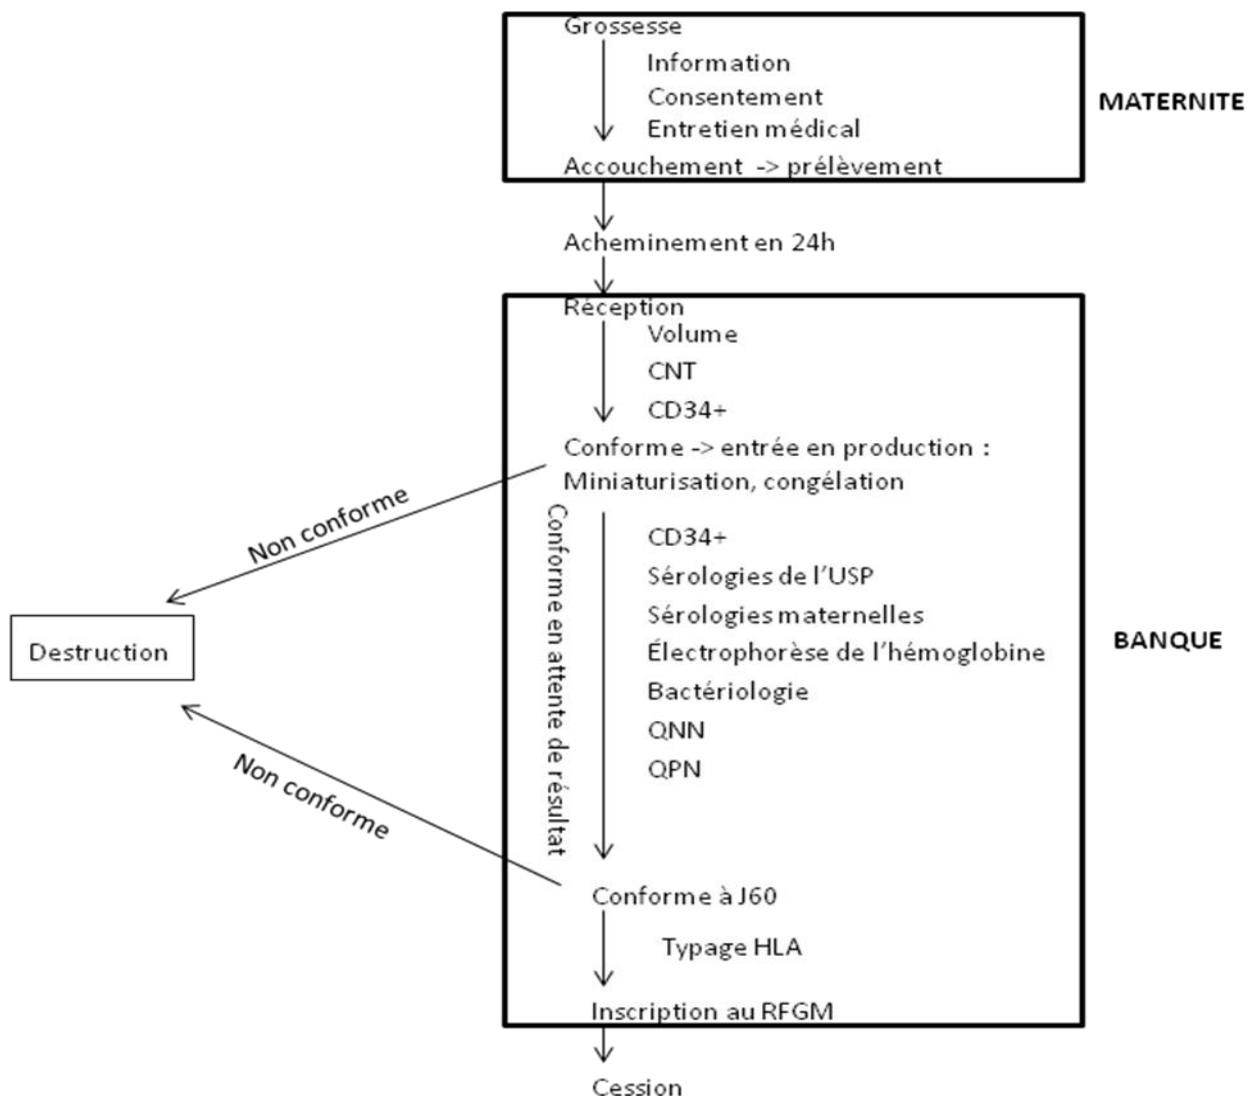 Grossesse
Information
Consentement
MATERNITE
Entretien médical
Accouchement -> prélèvement
Acheminement en 24h
Réception
Volume
CNT
CD34+
Conforme -> entrée en production :
Miniaturisation, congélation
Non conforme
Conforme en attente de résultat
CD34+
Sérologies de l'USP
Sérologies maternelles
Destruction
Électrophorèse de l'hémoglobine
BANQUE
Bactériologie
QNN
QPN
Non conforme
Conforme à J60
Typage HLA
Inscription au RFGM
Cession